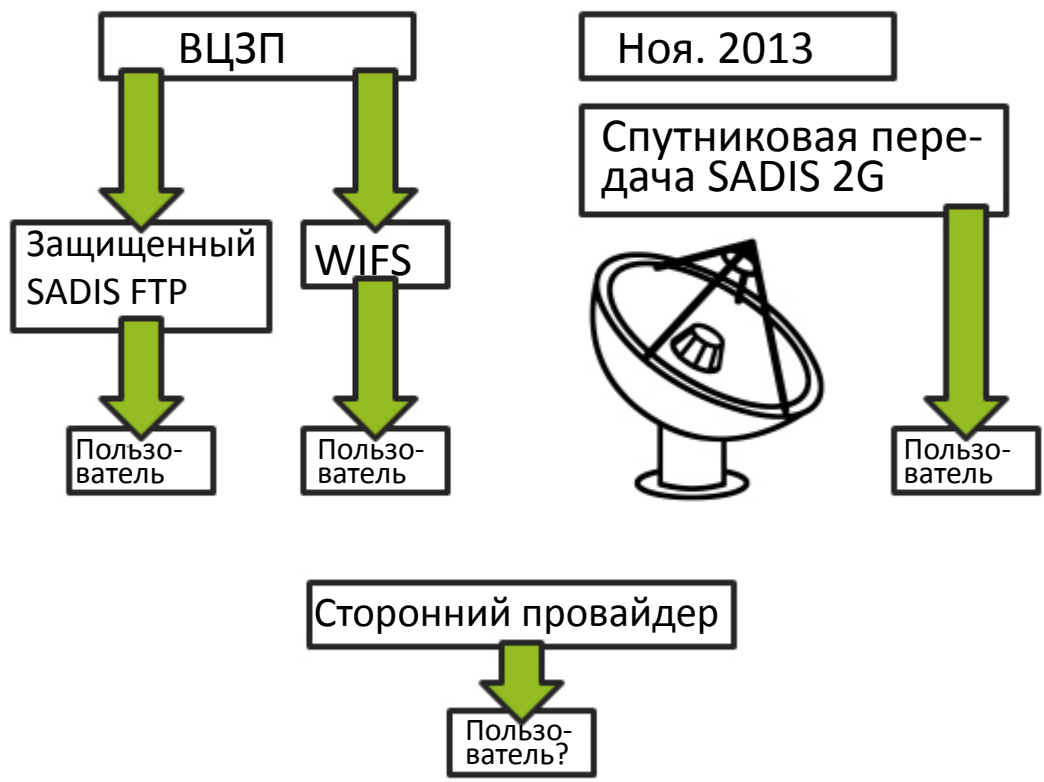 ВЦЗП
Ноя. 2013
Спутниковая пере-
дача SADIS 2G
Защищенный
SADIS FTP
WIFS
Пользо-
ватель
Пользо-
ватель
Пользо-
ватель
Сторонний провайдер
Пользо-
ватель?